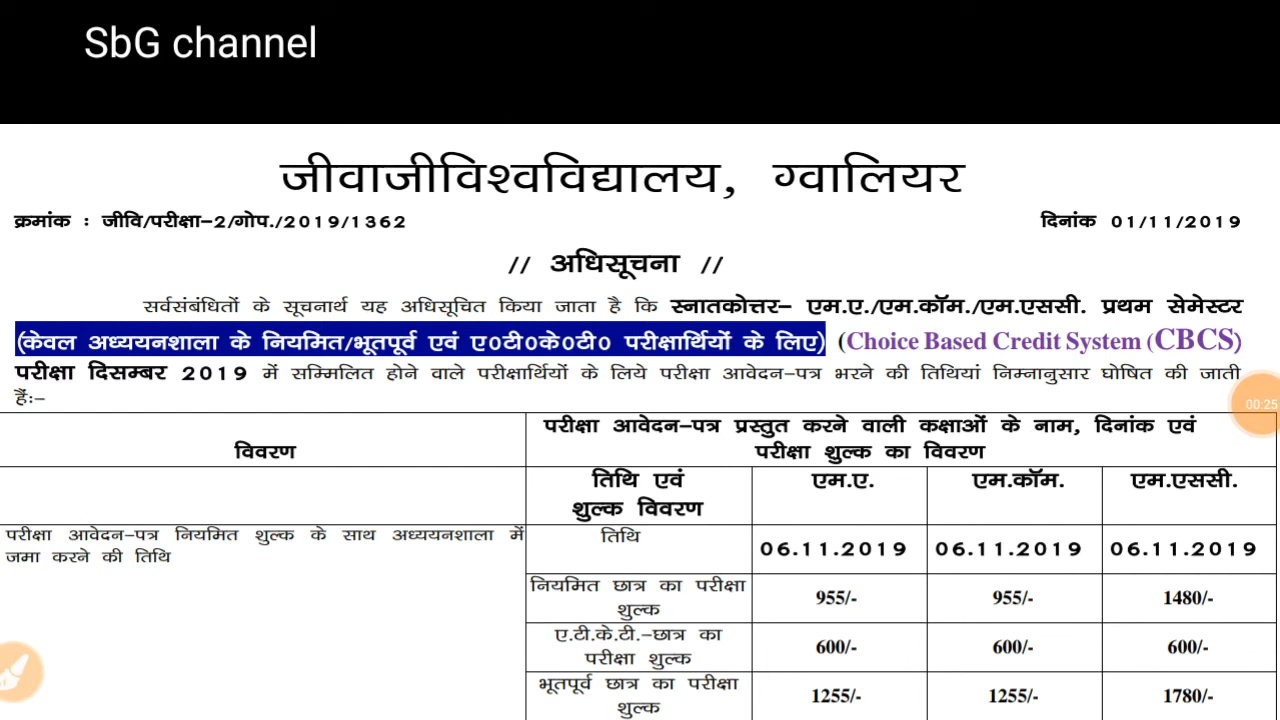 SbG channel
जीवाजीविश्वविद्यालय, ग्वालियर
क्रमांक : जीवि/परीक्षा–2/गोप./2019/1362 दिनांक 01/11/2019
// अधिसूचना //
सर्वसंबंधितों के सूचनार्थ यह अधिसूचित किया जाता है कि स्नातकोत्तर– एम.ए./एम.कॉम./एम.एससी. प्रथम सेमेस्टर
(केवल अध्ययनशाला के नियमित/भूतपूर्व एवं ए0टी0के0टी0 परीक्षार्थियों के लिए) (Choice Based Credit System (CBCS)
परीक्षा दिसम्बर 2019 में सम्मिलित होने वाले परीक्षार्थियों के लिये परीक्षा आवेदन–पत्र भरने की तिथियां निम्नानुसार घोषित की जाती
हैंः–
00:25
विवरण
परीक्षा आवेदन–पत्र प्रस्तुत करने वाली कक्षाओं के नाम, दिनांक एवं
परीक्षा शुल्क का विवरण
तिथि एवं
शुल्क विवरण
एम.ए. एम.कॉम. एम.एससी.
परीक्षा आवेदन–पत्र नियमित शुल्क के साथ अध्ययनशाला में
जमा करने की तिथि
तिथि
06.11.2019 06.11.2019 06.11.2019
नियमित छात्र का परीक्षा
शुल्क
955/- 955/- 1480/-
ए.टी.के.टी.–छात्र का
परीक्षा शुल्क
600/- 600/- 600/-
भूतपूर्व छात्र का परीक्षा
शुल्क
1255/- 1255/- 1780/-